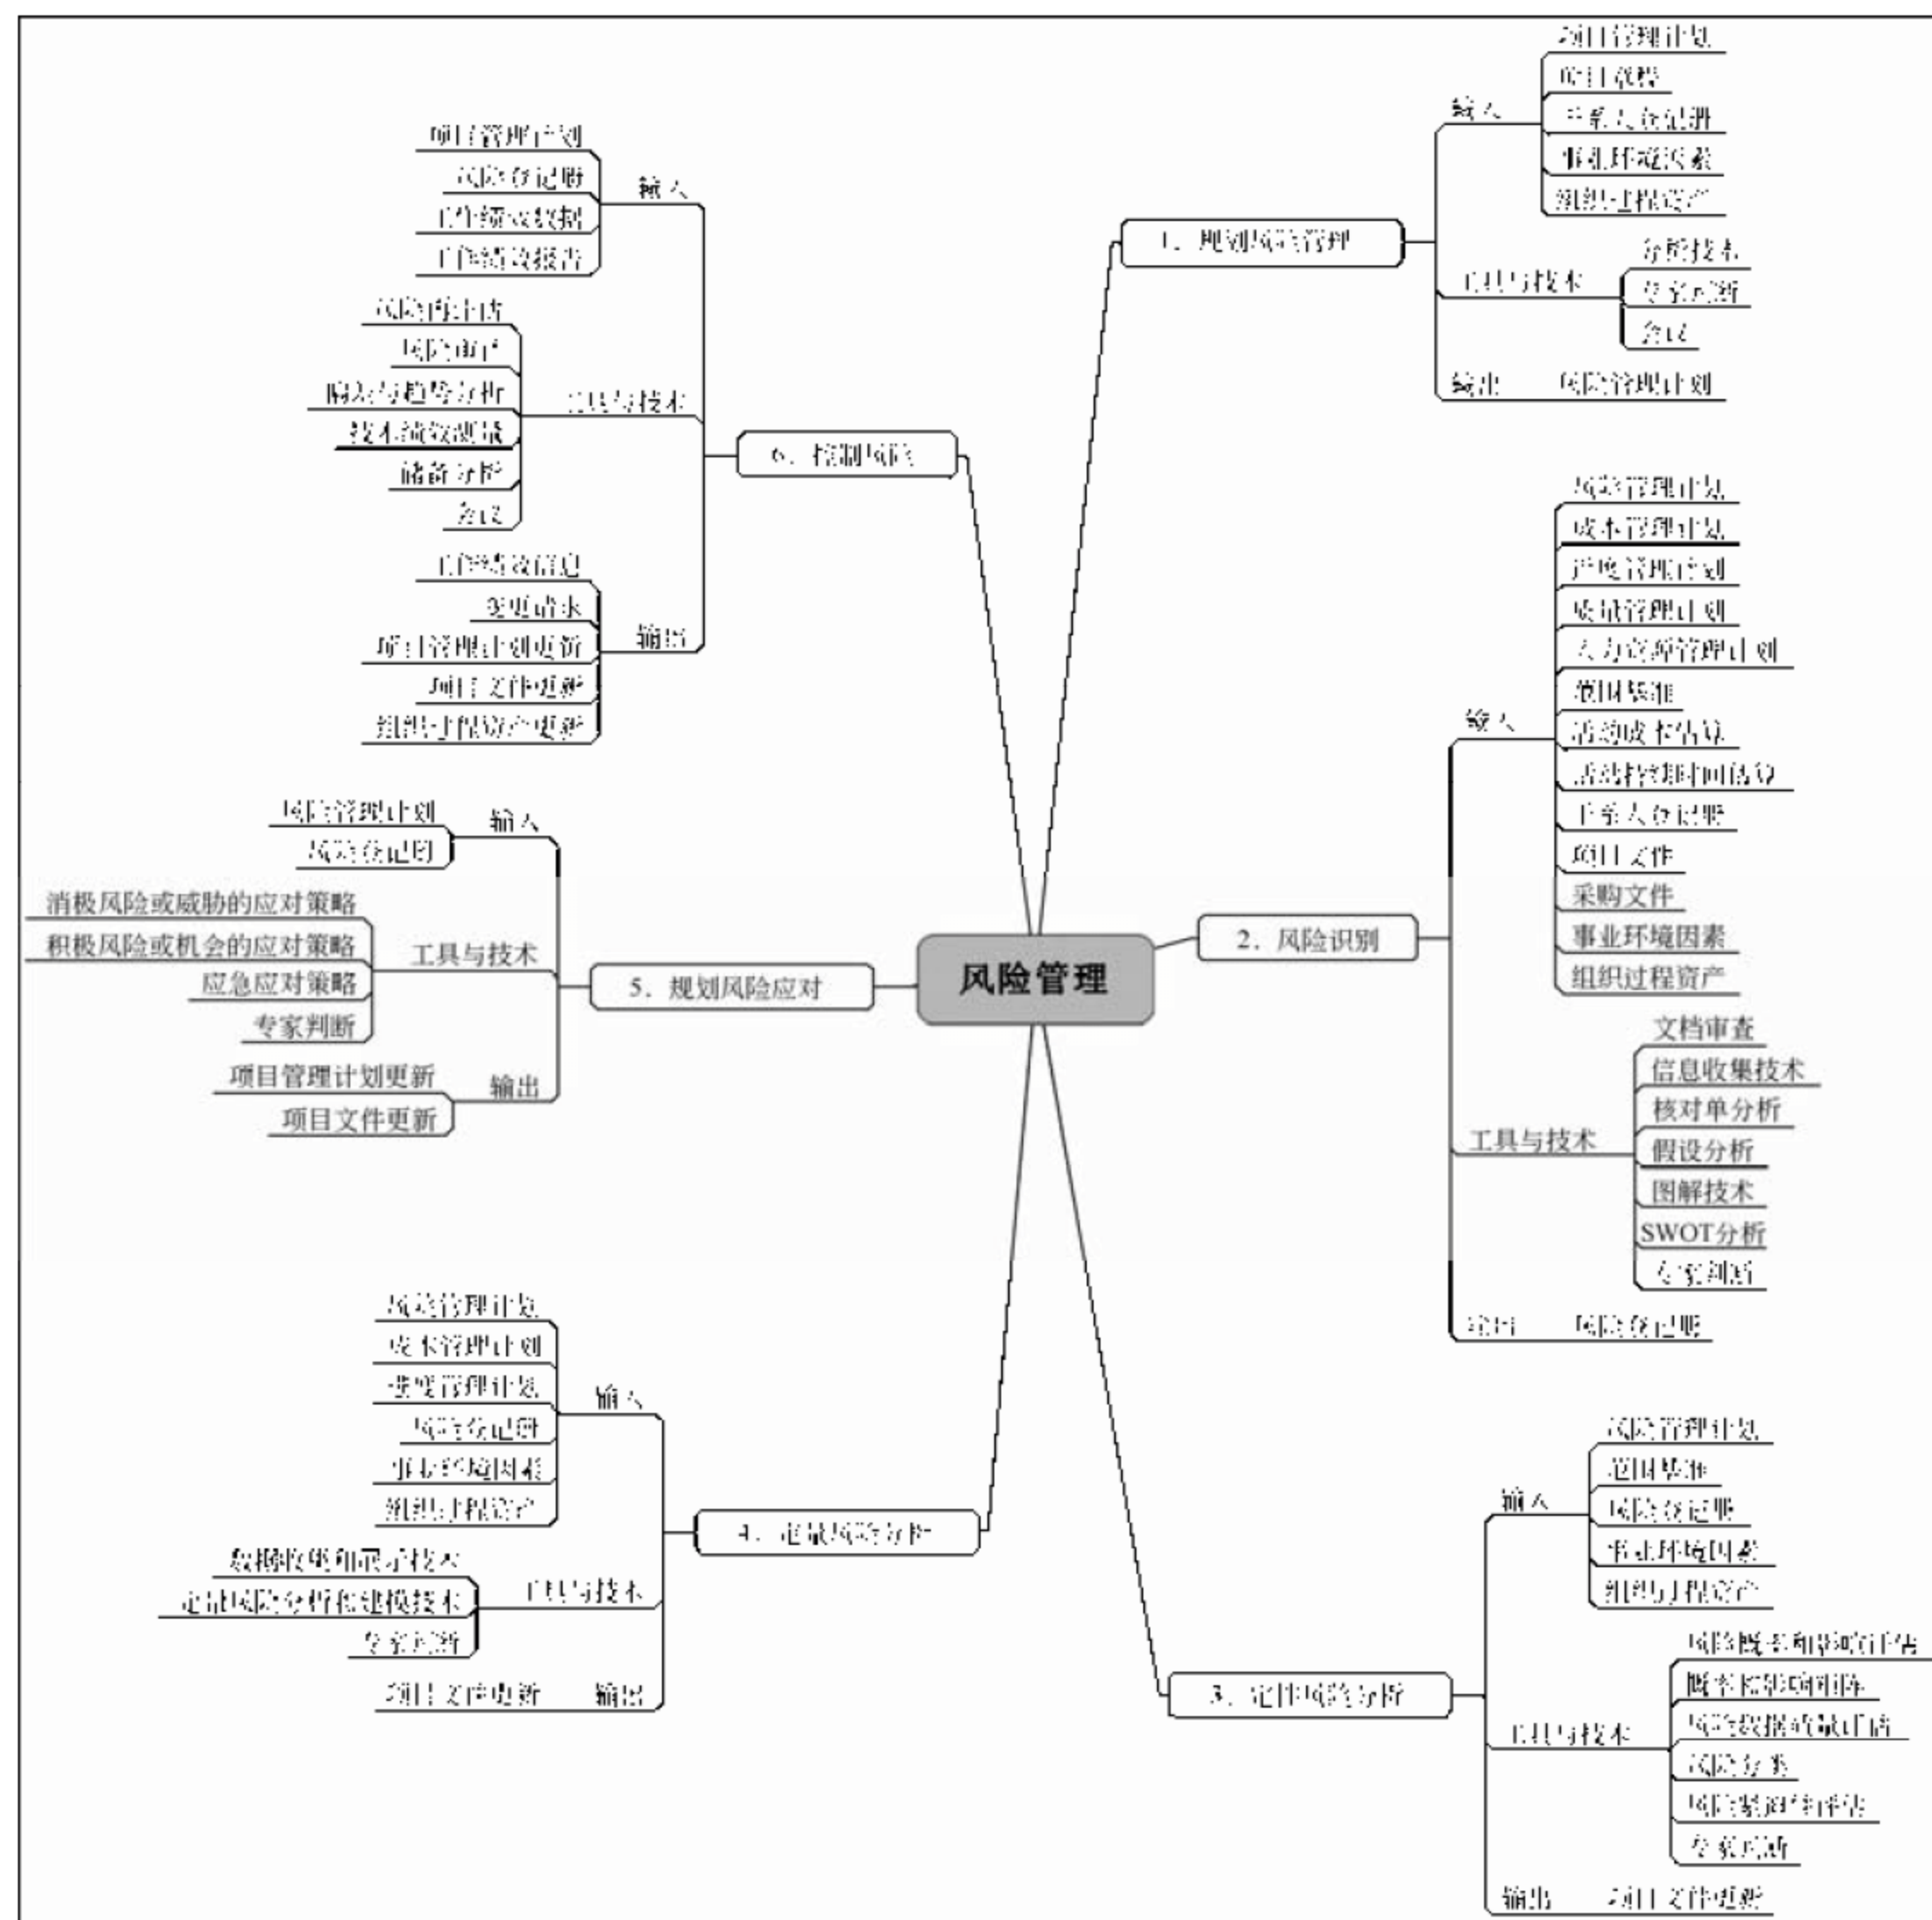 风险管理
1. 规划风险管理
输入
项目管理计划
项目章程
干系人登记册
事业环境因素
组织过程资产
工具与技术
分析技术
专家判断
会议
输出
风险管理计划
2. 风险识别
输入
风险管理计划
成本管理计划
进度管理计划
质量管理计划
人力资源管理计划
范围基准
活动成本估算
活动持续时间估算
干系人登记册
项目文件
采购文件
事业环境因素
组织过程资产
工具与技术
文档审查
信息收集技术
核对单分析
假设分析
图解技术
SWOT分析
专家判断
输出
风险登记册
3. 定性风险分析
输入
风险管理计划
范围基准
风险登记册
事业环境因素
组织过程资产
工具与技术
风险概率和影响评估
概率和影响矩阵
风险数据质量评估
风险分类
风险紧迫性评估
专家判断
输出
项目文件更新
4. 定量风险分析
输入
风险管理计划
成本管理计划
进度管理计划
风险登记册
事业环境因素
组织过程资产
工具与技术
数据收集和展示技术
定量风险分析和建模技术
专家判断
输出
项目文件更新
5. 规划风险应对
输入
风险管理计划
风险登记册
工具与技术
消极风险或威胁的应对策略
积极风险或机会的应对策略
应急应对策略
专家判断
输出
项目管理计划更新
项目文件更新
6. 控制风险
输入
项目管理计划
风险登记册
工作绩效数据
工作绩效报告
工具与技术
风险再评估
风险审计
偏差与趋势分析
技术绩效测量
储备分析
会议
输出
工作绩效信息
变更请求
项目管理计划更新
项目文件更新
组织过程资产更新